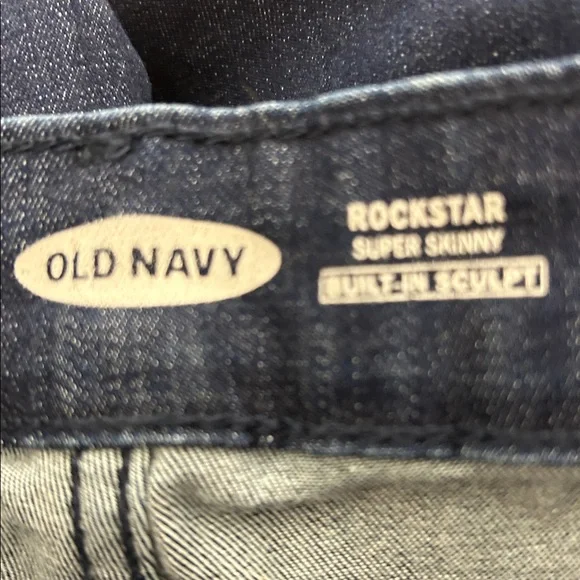 OLD NAVY
ROCKSTAR
SUPER SKINNY
BUILT-IN SCULPT